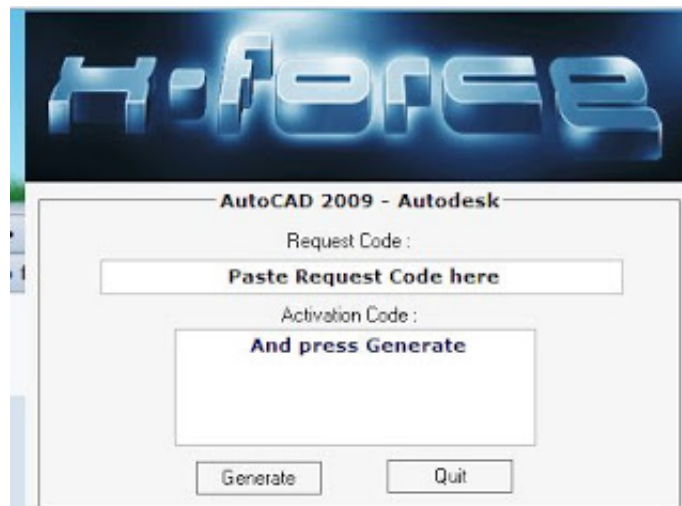 x-force
AutoCAD 2009 - Autodesk
Request Code :
Paste Request Code here
Activation Code :
And press Generate
Generate Quit